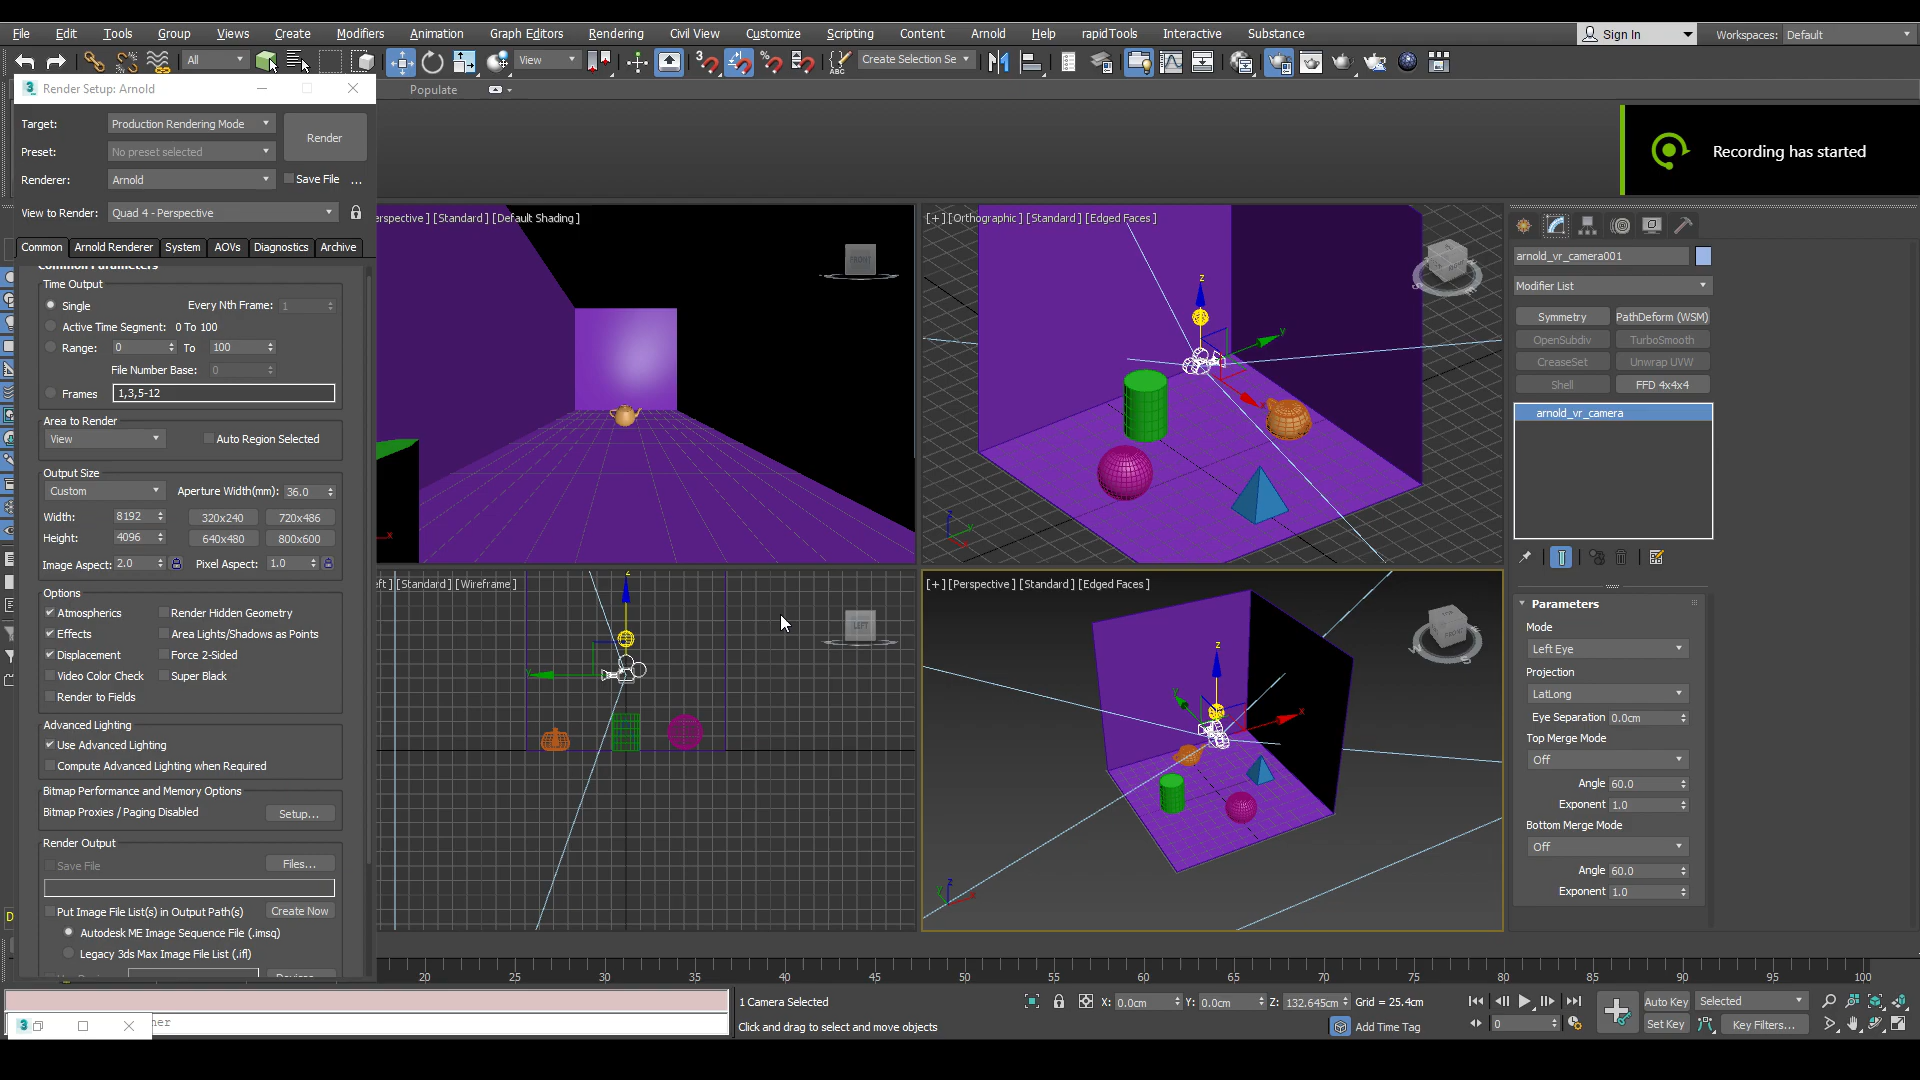 File Edit Tools Group Views Create Modifiers Animation Graph Editors Rendering Civil View Customize Scripting Content Arnold Help rapidTools Interactive Substance Sign In Workspaces: Default
All View Create Selection Se
Render Setup: Arnold
Populate
Target: Production Rendering Mode
Render
Preset: No preset selected
Renderer: Arnold
Save File ...
View to Render: Quad 4 - Perspective
Common Arnold Renderer System AOVs Diagnostics Archive
Common Parameters
Time Output
Single Every Nth Frame: 1
Active Time Segment: 0 To 100
Range: 0 To 100
File Number Base: 0
Frames 1,3,5-12
Area to Render
View Auto Region Selected
Output Size
Custom Aperture Width(mm): 36.0
Width: 8192 320x240 720x486
Height: 4096 640x480 800x600
Image Aspect: 2.0 Pixel Aspect: 1.0
Options
Atmospherics Render Hidden Geometry
Effects Area Lights/Shadows as Points
Displacement Force 2-Sided
Video Color Check Super Black
Render to Fields
Advanced Lighting
Use Advanced Lighting
Compute Advanced Lighting when Required
Bitmap Performance and Memory Options
Bitmap Proxies / Paging Disabled Setup...
Render Output
Save File Files...
Put Image File List(s) in Output Path(s) Create Now
Autodesk ME Image Sequence File (.imsq)
Legacy 3ds Max Image File List (.ifl)
Devices...
erspective ] [Standard ] [Default Shading ]
FRONT
[+] [Orthographic ] [Standard ] [Edged Faces ]
z
y
x
eft ] [Standard ] [Wireframe ]
LEFT
[+] [Perspective ] [Standard ] [Edged Faces ]
FRONT
W
S
z
y
x
Recording has started
arnold_vr_camera001
Modifier List
Symmetry PathDeform (WSM)
OpenSubdiv TurboSmooth
CreaseSet Unwrap UVW
Shell FFD 4x4x4
arnold_vr_camera
Parameters
Mode
Left Eye
Projection
LatLong
Eye Separation 0.0cm
Top Merge Mode
Off
Angle 60.0
Exponent 1.0
Bottom Merge Mode
Off
Angle 60.0
Exponent 1.0
20 25 30 35 40 45 50 55 60 65 70 75 80 85 90 95 100
1 Camera Selected
X: 0.0cm Y: 0.0cm Z: 132.645cm Grid = 25.4cm
Auto Key Selected
Click and drag to select and move objects
Add Time Tag
0
Set Key Key Filters...
ner